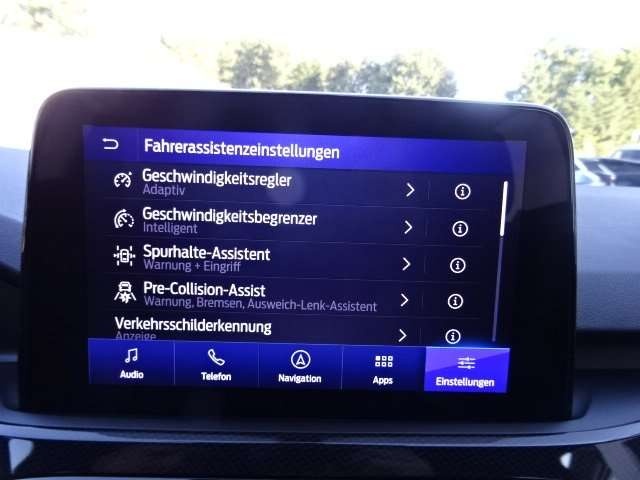 Fahrerassistenzeinstellungen
Geschwindigkeitsregler
Adaptiv
Geschwindigkeitsbegrenzer
Intelligent
Spurhalte-Assistent
Warnung + Eingriff
Pre-Collision-Assist
Warnung, Bremsen, Ausweich-Lenk-Assistent
Verkehrsschilderkennung
Anzeige
Audio
Telefon
Navigation
Apps
Einstellungen